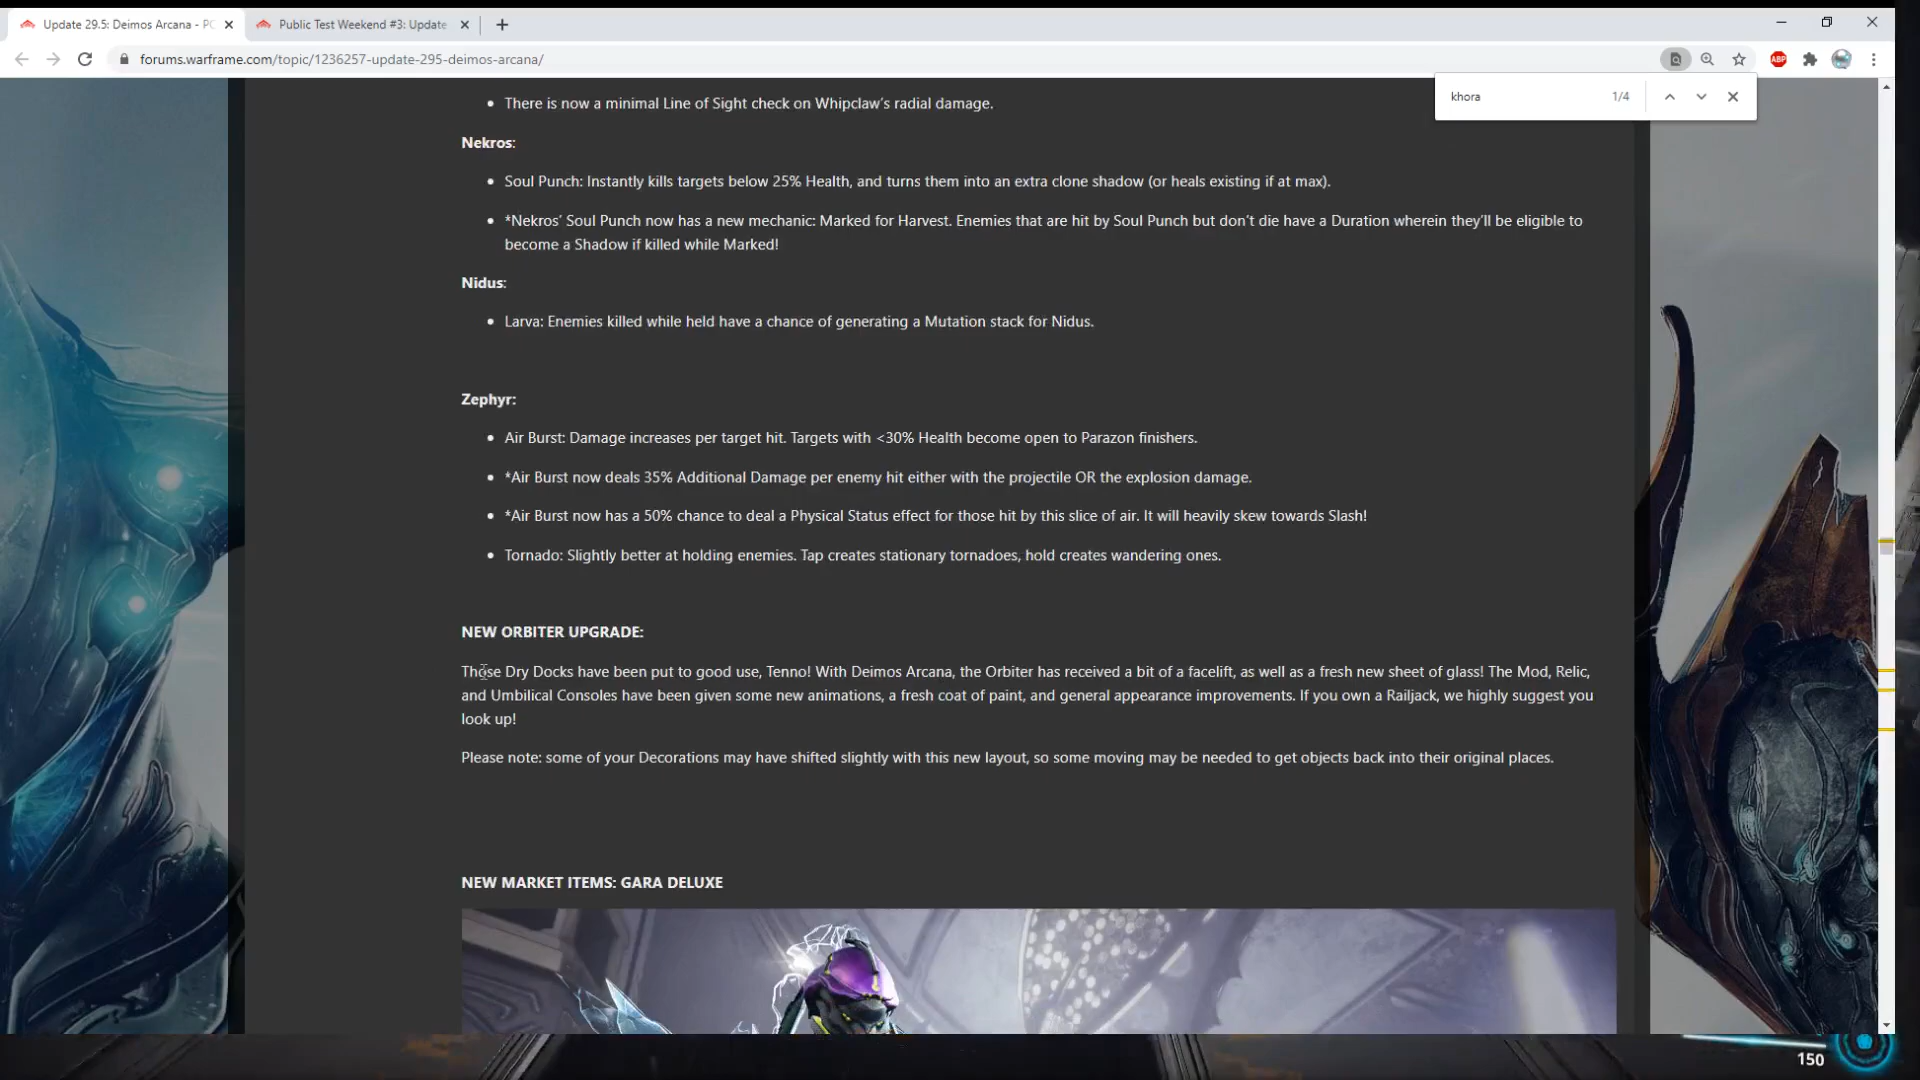 Update 29.5: Deimos Arcana - PC
Public Test Weekend #3: Update
forums.warframe.com/topic/1236257-update-295-deimos-arcana/
ABP
khora
1/4
• There is now a minimal Line of Sight check on Whipclaw’s radial damage.
Nekros:
• Soul Punch: Instantly kills targets below 25% Health, and turns them into an extra clone shadow (or heals existing if at max).
• *Nekros’ Soul Punch now has a new mechanic: Marked for Harvest. Enemies that are hit by Soul Punch but don’t die have a Duration wherein they’ll be eligible to
become a Shadow if killed while Marked!
Nidus:
• Larva: Enemies killed while held have a chance of generating a Mutation stack for Nidus.
Zephyr:
• Air Burst: Damage increases per target hit. Targets with <30% Health become open to Parazon finishers.
• *Air Burst now deals 35% Additional Damage per enemy hit either with the projectile OR the explosion damage.
• *Air Burst now has a 50% chance to deal a Physical Status effect for those hit by this slice of air. It will heavily skew towards Slash!
• Tornado: Slightly better at holding enemies. Tap creates stationary tornadoes, hold creates wandering ones.
NEW ORBITER UPGRADE:
Those Dry Docks have been put to good use, Tenno! With Deimos Arcana, the Orbiter has received a bit of a facelift, as well as a fresh new sheet of glass! The Mod, Relic,
and Umbilical Consoles have been given some new animations, a fresh coat of paint, and general appearance improvements. If you own a Railjack, we highly suggest you
look up!
Please note: some of your Decorations may have shifted slightly with this new layout, so some moving may be needed to get objects back into their original places.
NEW MARKET ITEMS: GARA DELUXE
150